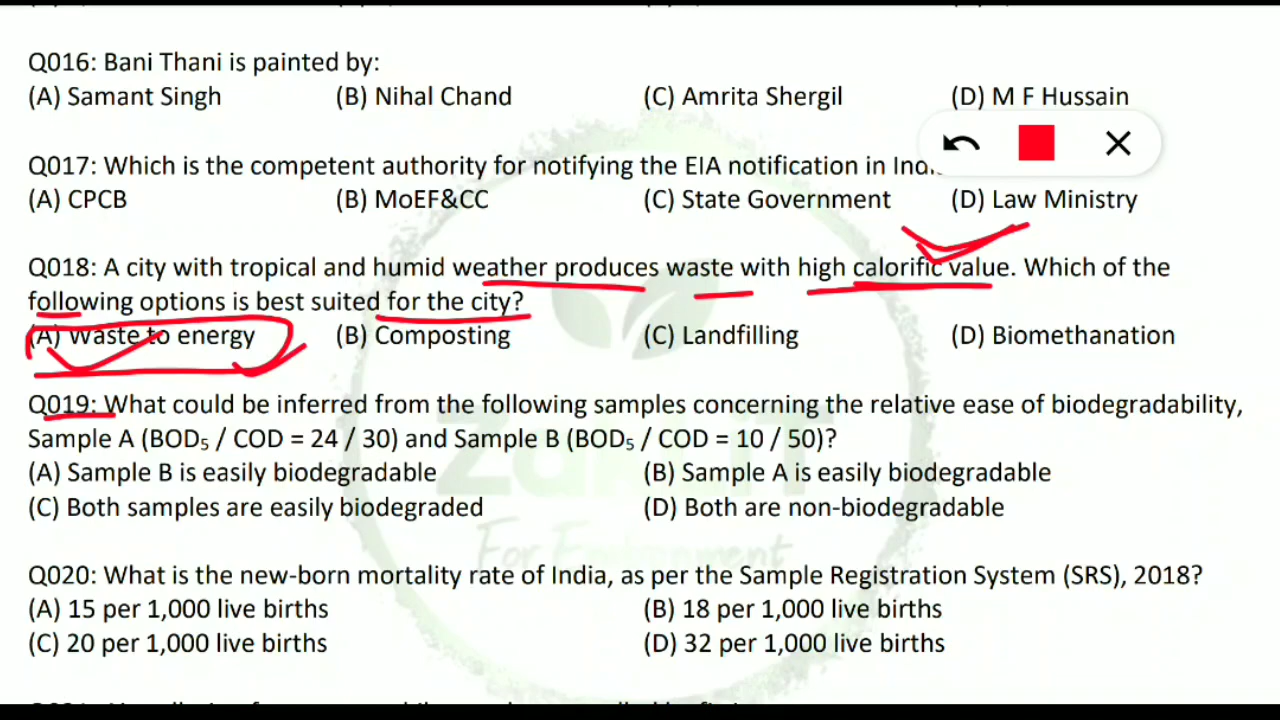 Q016: Bani Thani is painted by:
(A) Samant Singh (B) Nihal Chand (C) Amrita Shergil (D) M F Hussain
Q017: Which is the competent authority for notifying the EIA notification in
(A) CPCB (B) MoEF&CC (C) State Government (D) Law Ministry
Q018: A city with tropical and humid weather produces waste with high calorific value. Which of the
following options is best suited for the city?
(A) Waste to energy (B) Composting (C) Landfilling (D) Biomethanation
Q019: What could be inferred from the following samples concerning the relative ease of biodegradability,
Sample A (BOD₅ / COD = 24 / 30) and Sample B (BOD₅ / COD = 10 / 50)?
(A) Sample B is easily biodegradable (B) Sample A is easily biodegradable
(C) Both samples are easily biodegraded (D) Both are non-biodegradable
For Environment
Q020: What is the new-born mortality rate of India, as per the Sample Registration System (SRS), 2018?
(A) 15 per 1,000 live births (B) 18 per 1,000 live births
(C) 20 per 1,000 live births (D) 32 per 1,000 live births